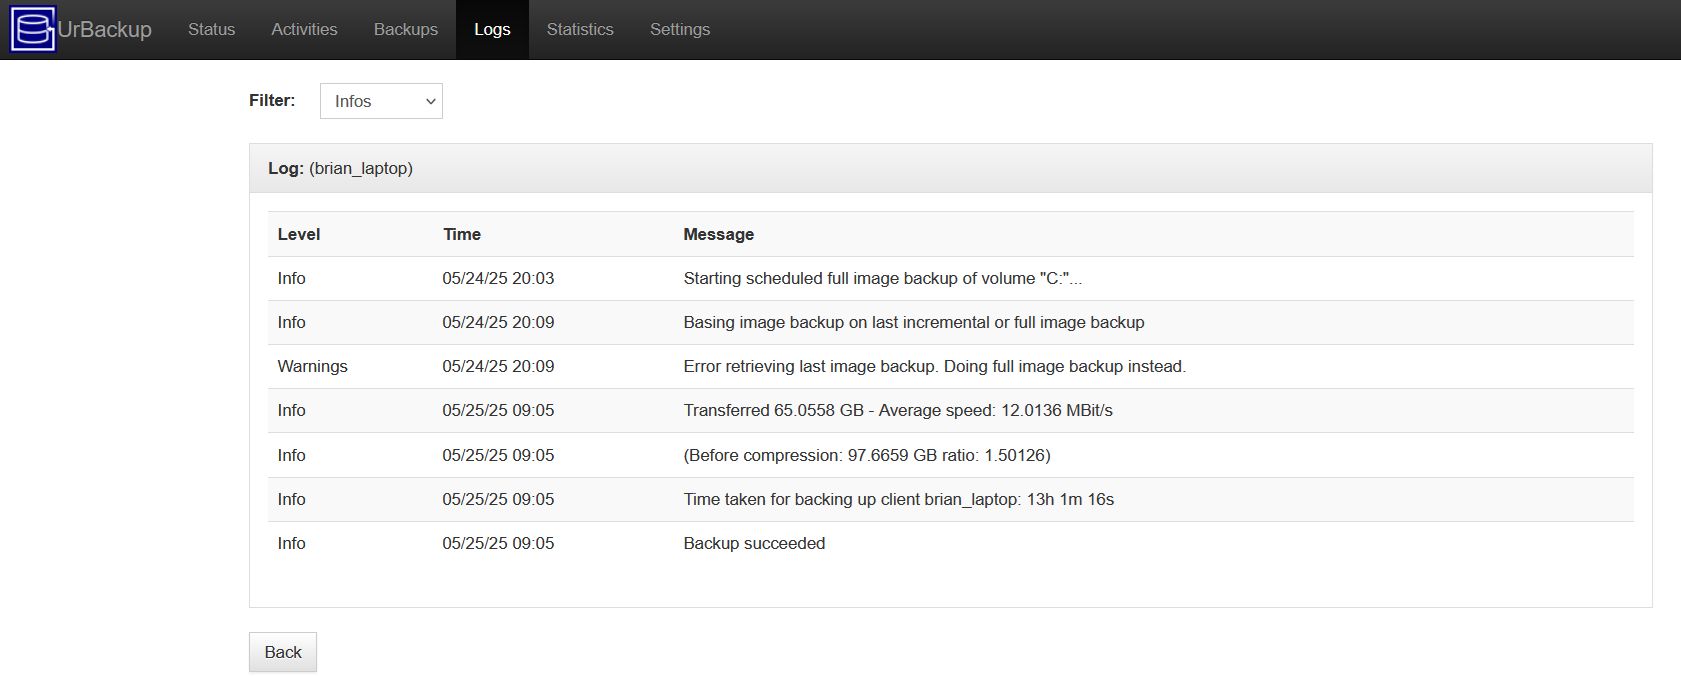 UrBackup Status Activities Backups Logs Statistics Settings
Filter: Infos
Log: (brian_laptop)
Level Time Message
Info 05/24/25 20:03 Starting scheduled full image backup of volume "C:"...
Info 05/24/25 20:09 Basing image backup on last incremental or full image backup
Warnings 05/24/25 20:09 Error retrieving last image backup. Doing full image backup instead.
Info 05/25/25 09:05 Transferred 65.0558 GB - Average speed: 12.0136 MBit/s
Info 05/25/25 09:05 (Before compression: 97.6659 GB ratio: 1.50126)
Info 05/25/25 09:05 Time taken for backing up client brian_laptop: 13h 1m 16s
Info 05/25/25 09:05 Backup succeeded
Back